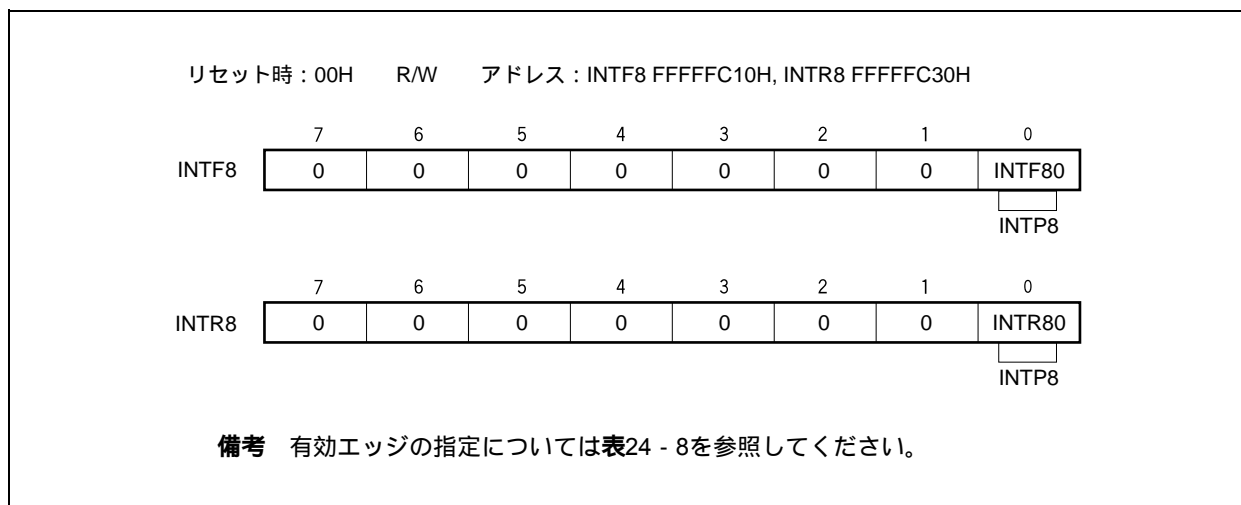 リセット時：00H R/W アドレス：INTF8 FFFFFC10H, INTR8 FFFFFC30H
7 6 5 4 3 2 1 0
INTF8 0 0 0 0 0 0 0 INTF80
INTP8
7 6 5 4 3 2 1 0
INTR8 0 0 0 0 0 0 0 INTR80
INTP8
備考 有効エッジの指定については表24 - 8を参照してください。